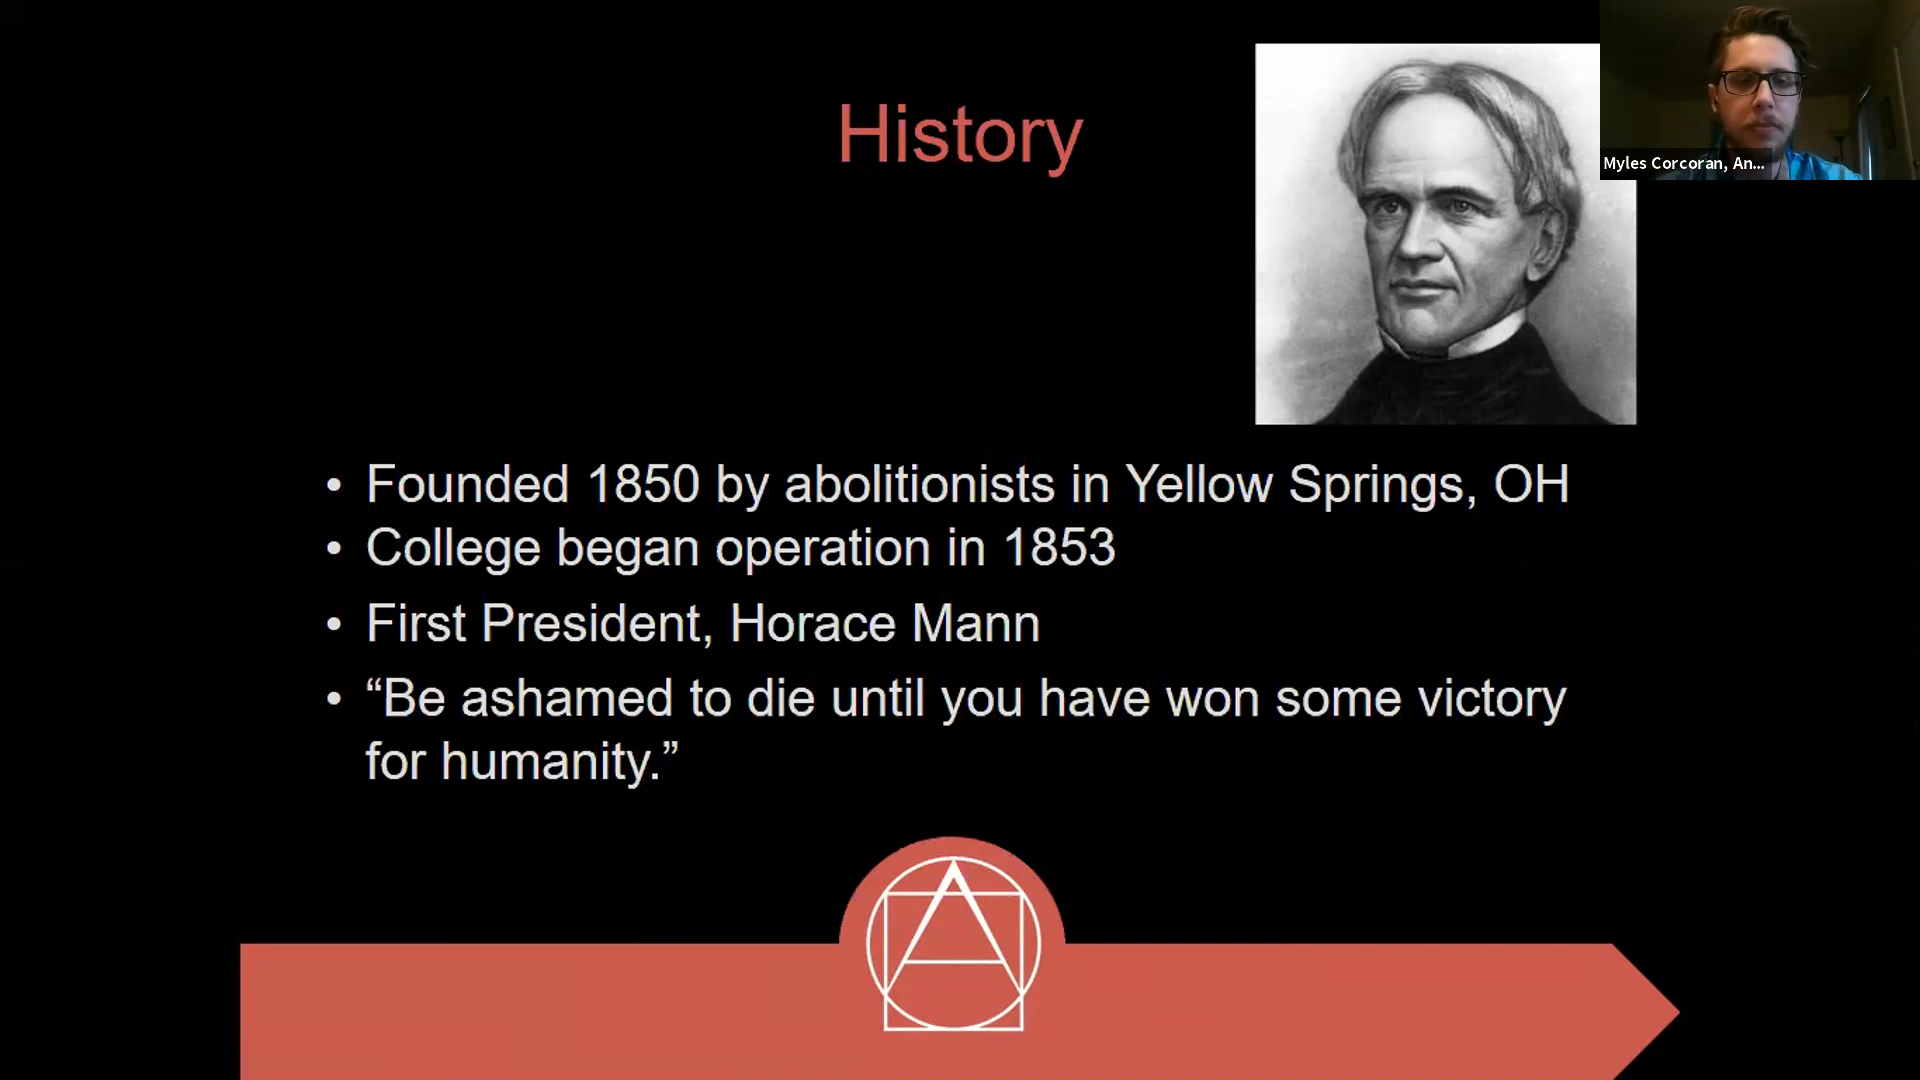 History
Myles Corcoran, An...
• Founded 1850 by abolitionists in Yellow Springs, OH
• College began operation in 1853
• First President, Horace Mann
• “Be ashamed to die until you have won some victory
for humanity.”
A